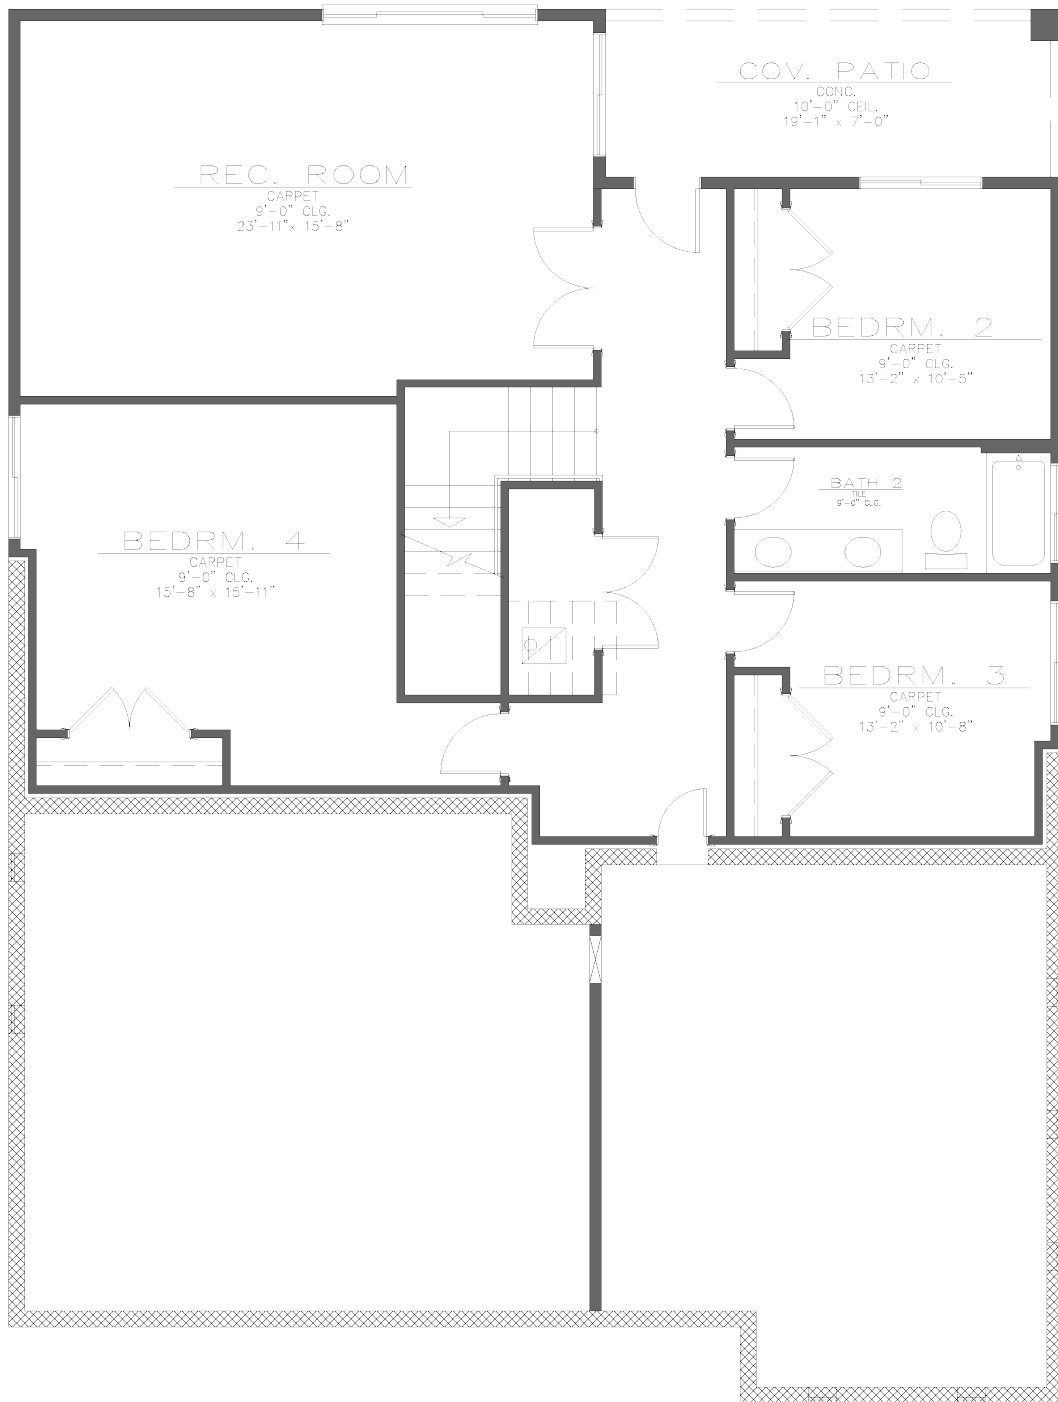 COV. PATIO
CONC.
10'-0" CEIL.
19'-1" x 7'-0"
REC. ROOM
CARPET
9'-0" CLG.
23'-11"x 15'-8"
BEDRM. 2
CARPET
9'-0" CLG.
13'-2" x 10'-5"
BATH 2
TILE
9'-0" CLG.
BEDRM. 4
CARPET
9'-0" CLG.
15'-8" x 15'-11"
BEDRM. 3
CARPET
9'-0" CLG.
13'-2" x 10'-8"